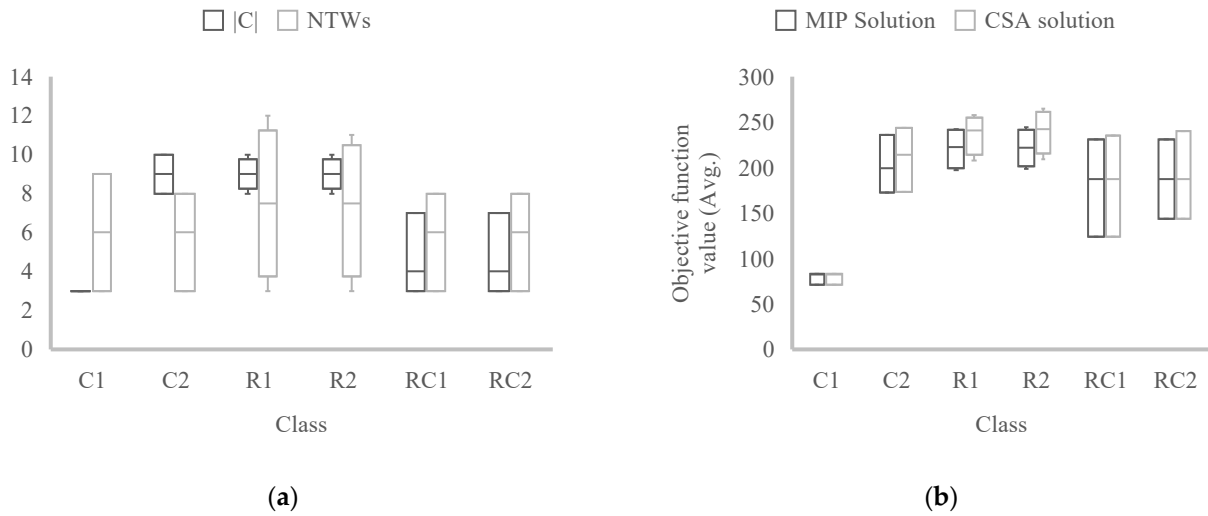 |C| NTWs
14
12
10
8
6
4
2
0
C1 C2 R1 R2 RC1 RC2
Class
(a)
MIP Solution CSA solution
Objective function
value (Avg.)
300
250
200
150
100
50
0
C1 C2 R1 R2 RC1 RC2
Class
(b)